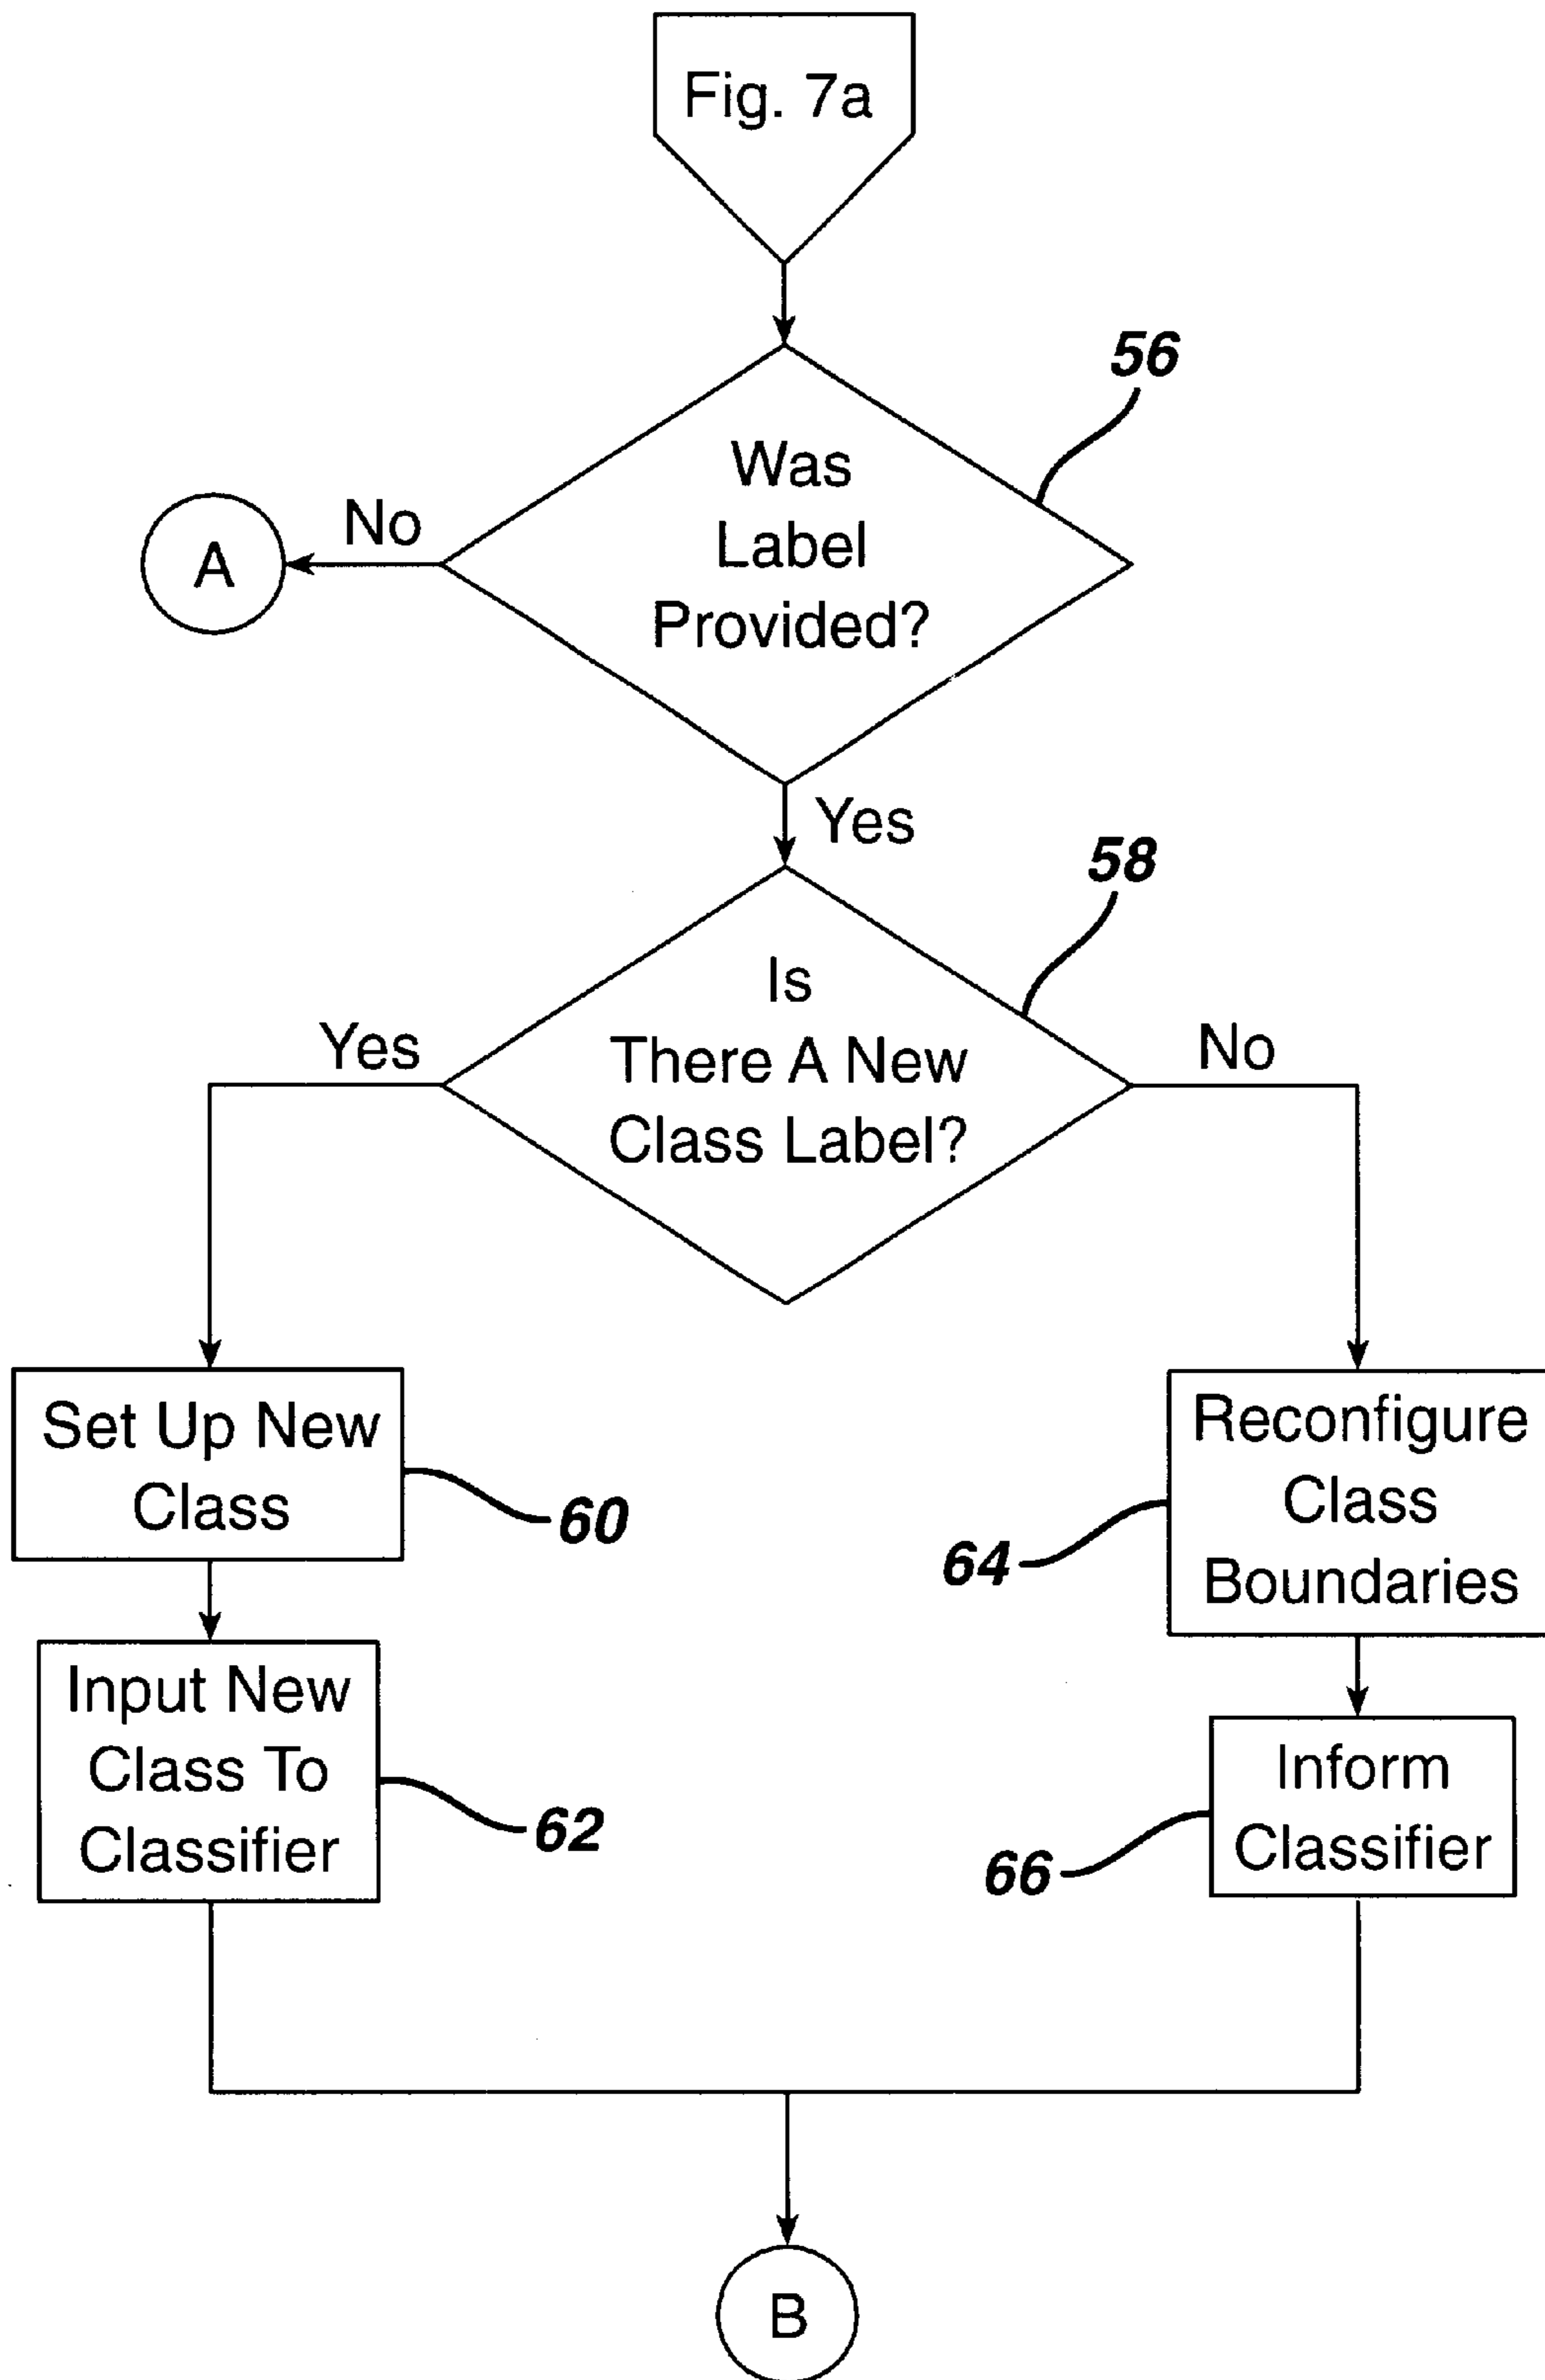 Fig. 7a
56
Was
Label
Provided?
No
A
Yes
58
Is
There A New
Class Label?
Yes
No
Set Up New
Class
60
Reconfigure
Class
Boundaries
64
Input New
Class To
Classifier
62
Inform
Classifier
66
B